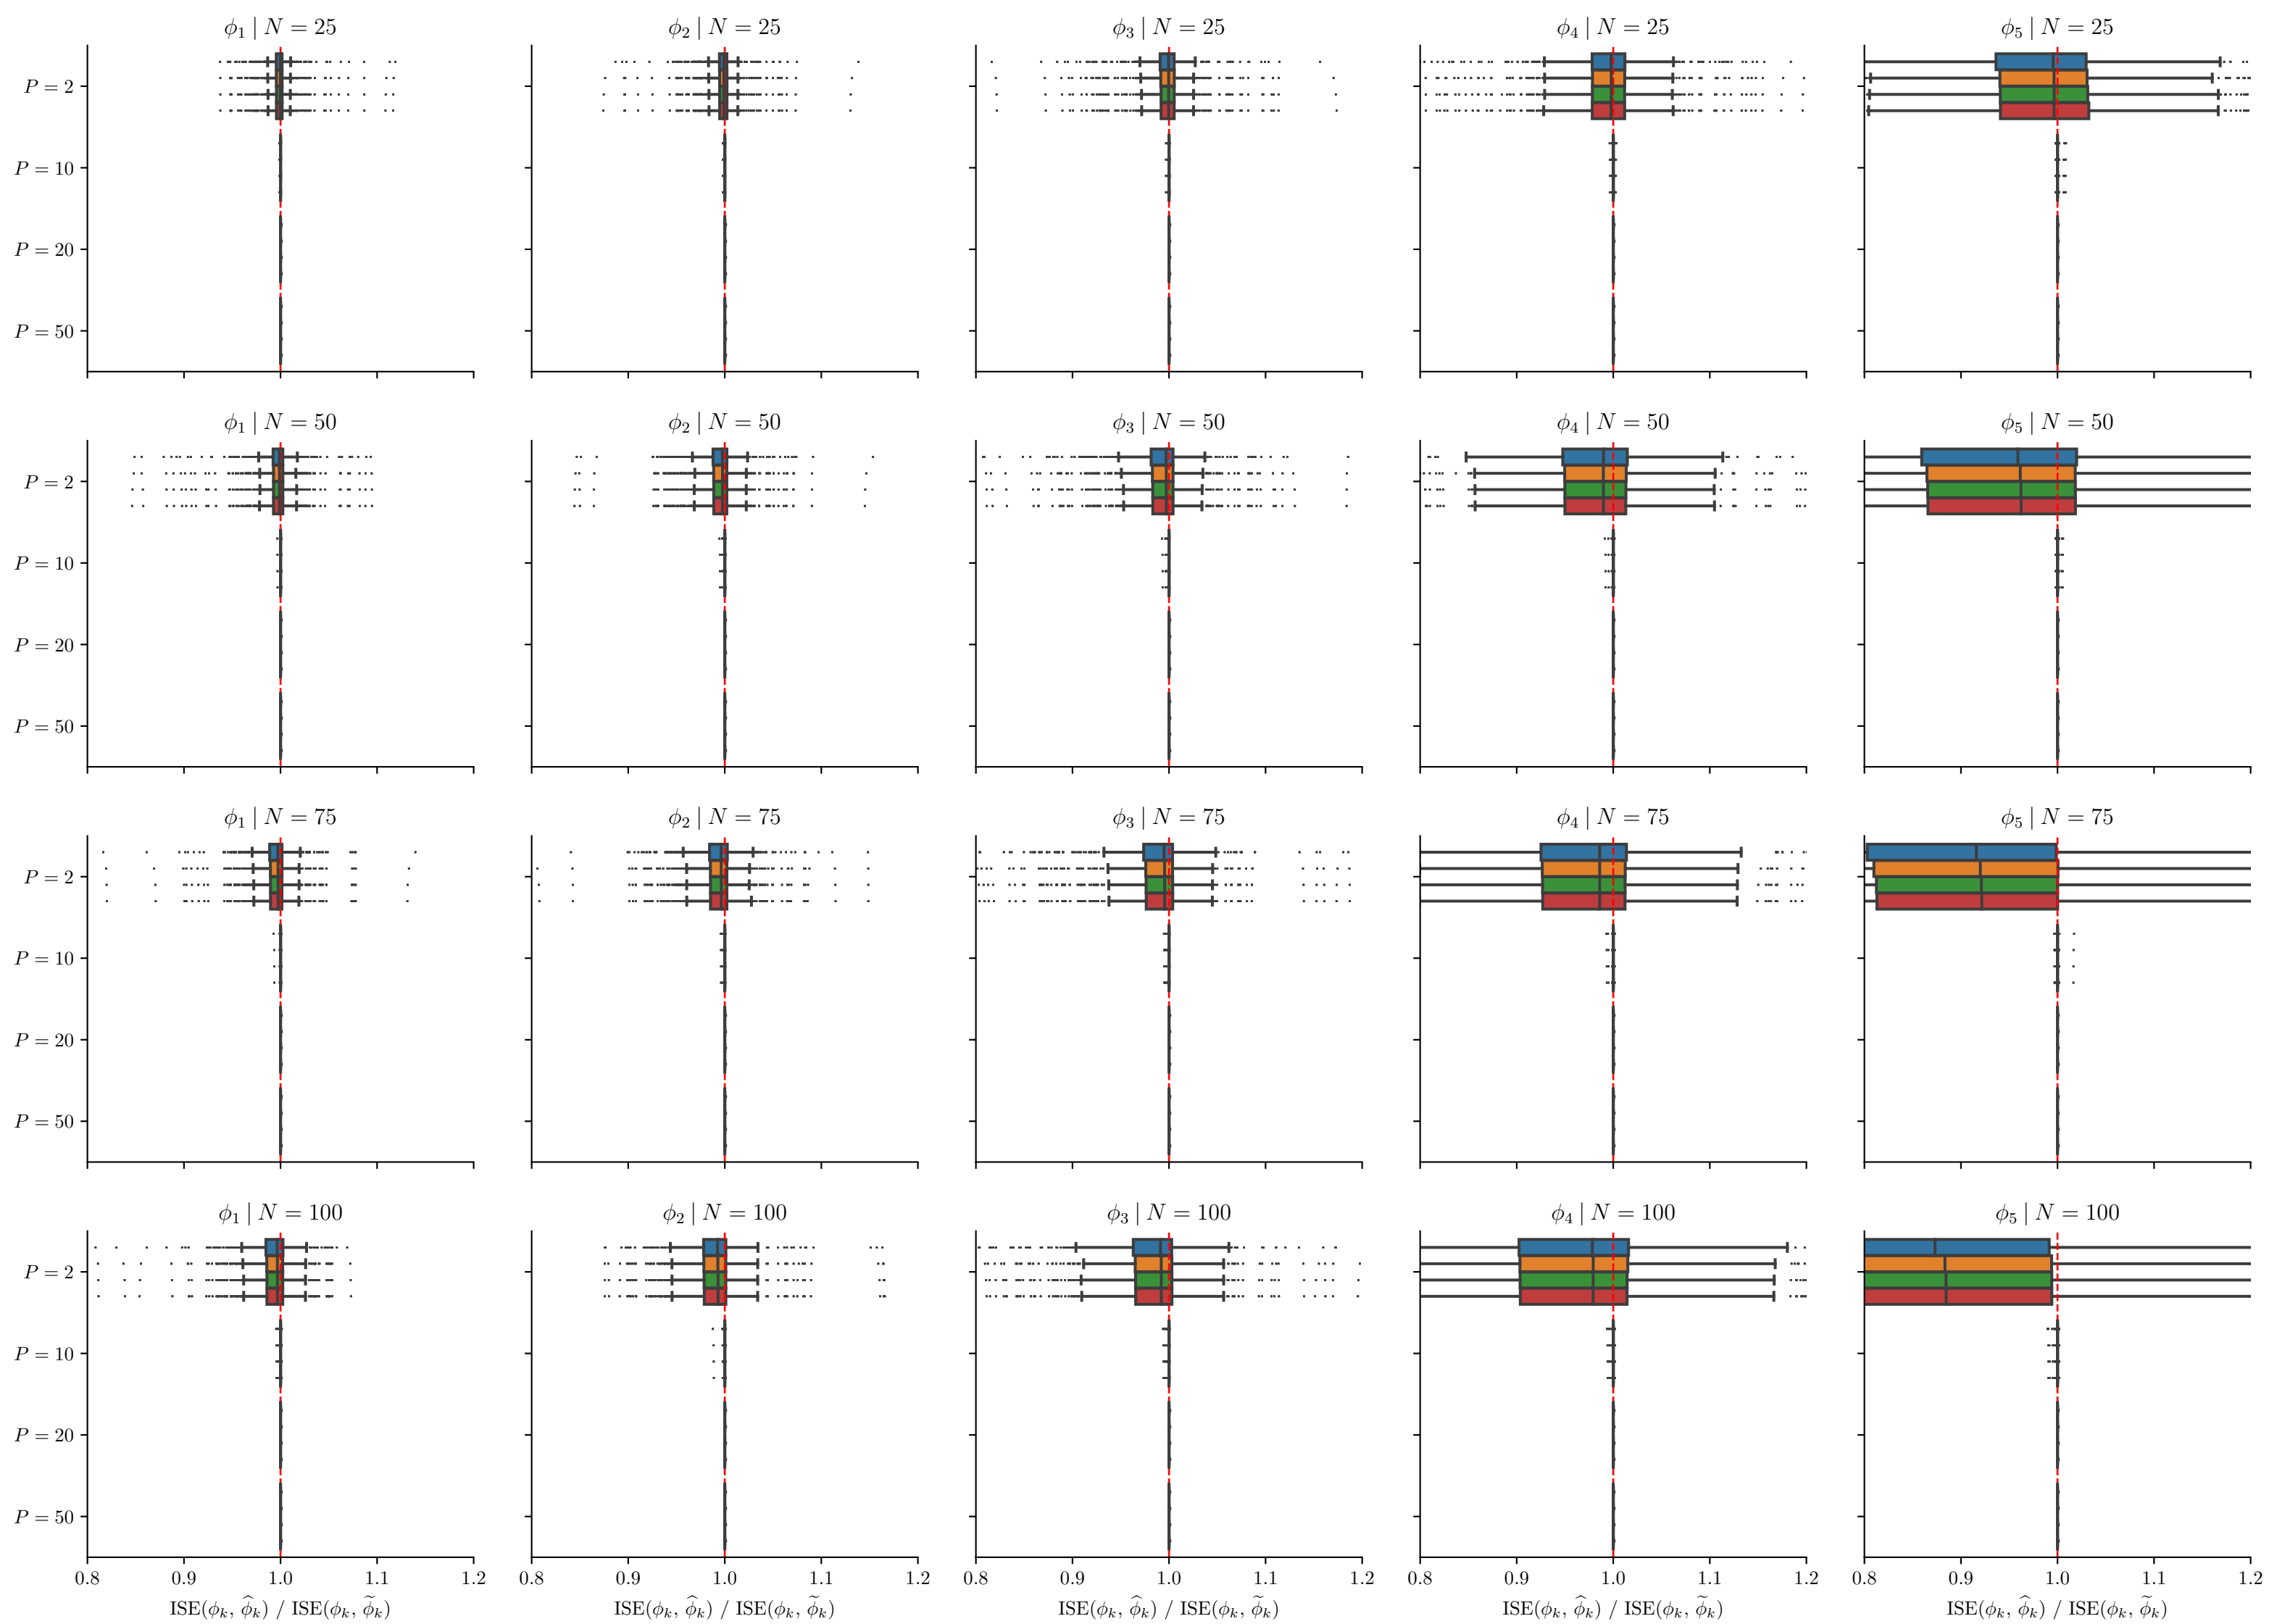 ϕ₁ | N = 25
ϕ₂ | N = 25
ϕ₃ | N = 25
ϕ₄ | N = 25
ϕ₅ | N = 25
P = 2
P = 10
P = 20
P = 50
ϕ₁ | N = 50
ϕ₂ | N = 50
ϕ₃ | N = 50
ϕ₄ | N = 50
ϕ₅ | N = 50
P = 2
P = 10
P = 20
P = 50
ϕ₁ | N = 75
ϕ₂ | N = 75
ϕ₃ | N = 75
ϕ₄ | N = 75
ϕ₅ | N = 75
P = 2
P = 10
P = 20
P = 50
ϕ₁ | N = 100
ϕ₂ | N = 100
ϕ₃ | N = 100
ϕ₄ | N = 100
ϕ₅ | N = 100
P = 2
P = 10
P = 20
P = 50
0.8 0.9 1.0 1.1 1.2
0.8 0.9 1.0 1.1 1.2
0.8 0.9 1.0 1.1 1.2
0.8 0.9 1.0 1.1 1.2
0.8 0.9 1.0 1.1 1.2
ISE(ϕₖ, ϕ̂ₖ) / ISE(ϕₖ, ϕ̃ₖ)
ISE(ϕₖ, ϕ̂ₖ) / ISE(ϕₖ, ϕ̃ₖ)
ISE(ϕₖ, ϕ̂ₖ) / ISE(ϕₖ, ϕ̃ₖ)
ISE(ϕₖ, ϕ̂ₖ) / ISE(ϕₖ, ϕ̃ₖ)
ISE(ϕₖ, ϕ̂ₖ) / ISE(ϕₖ, ϕ̃ₖ)